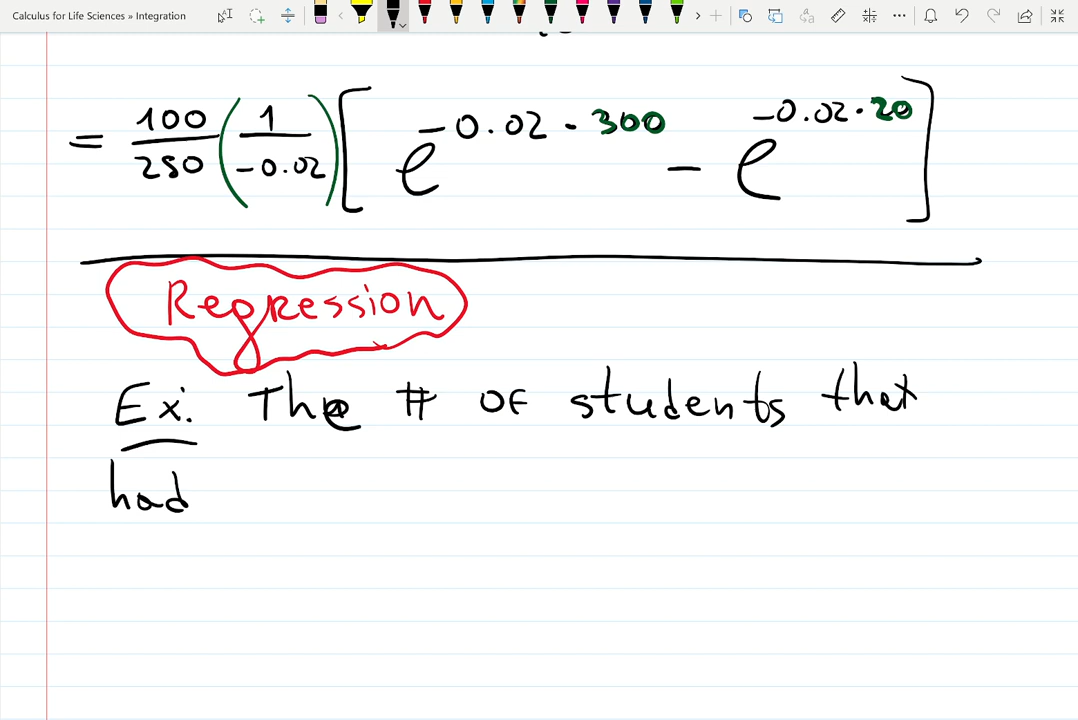 Calculus for Life Sciences » Integration
= 100/250 (1/-0.02) [e^{-0.02·300} - e^{-0.02·20}]
Regression
Ex: The # of students that
had